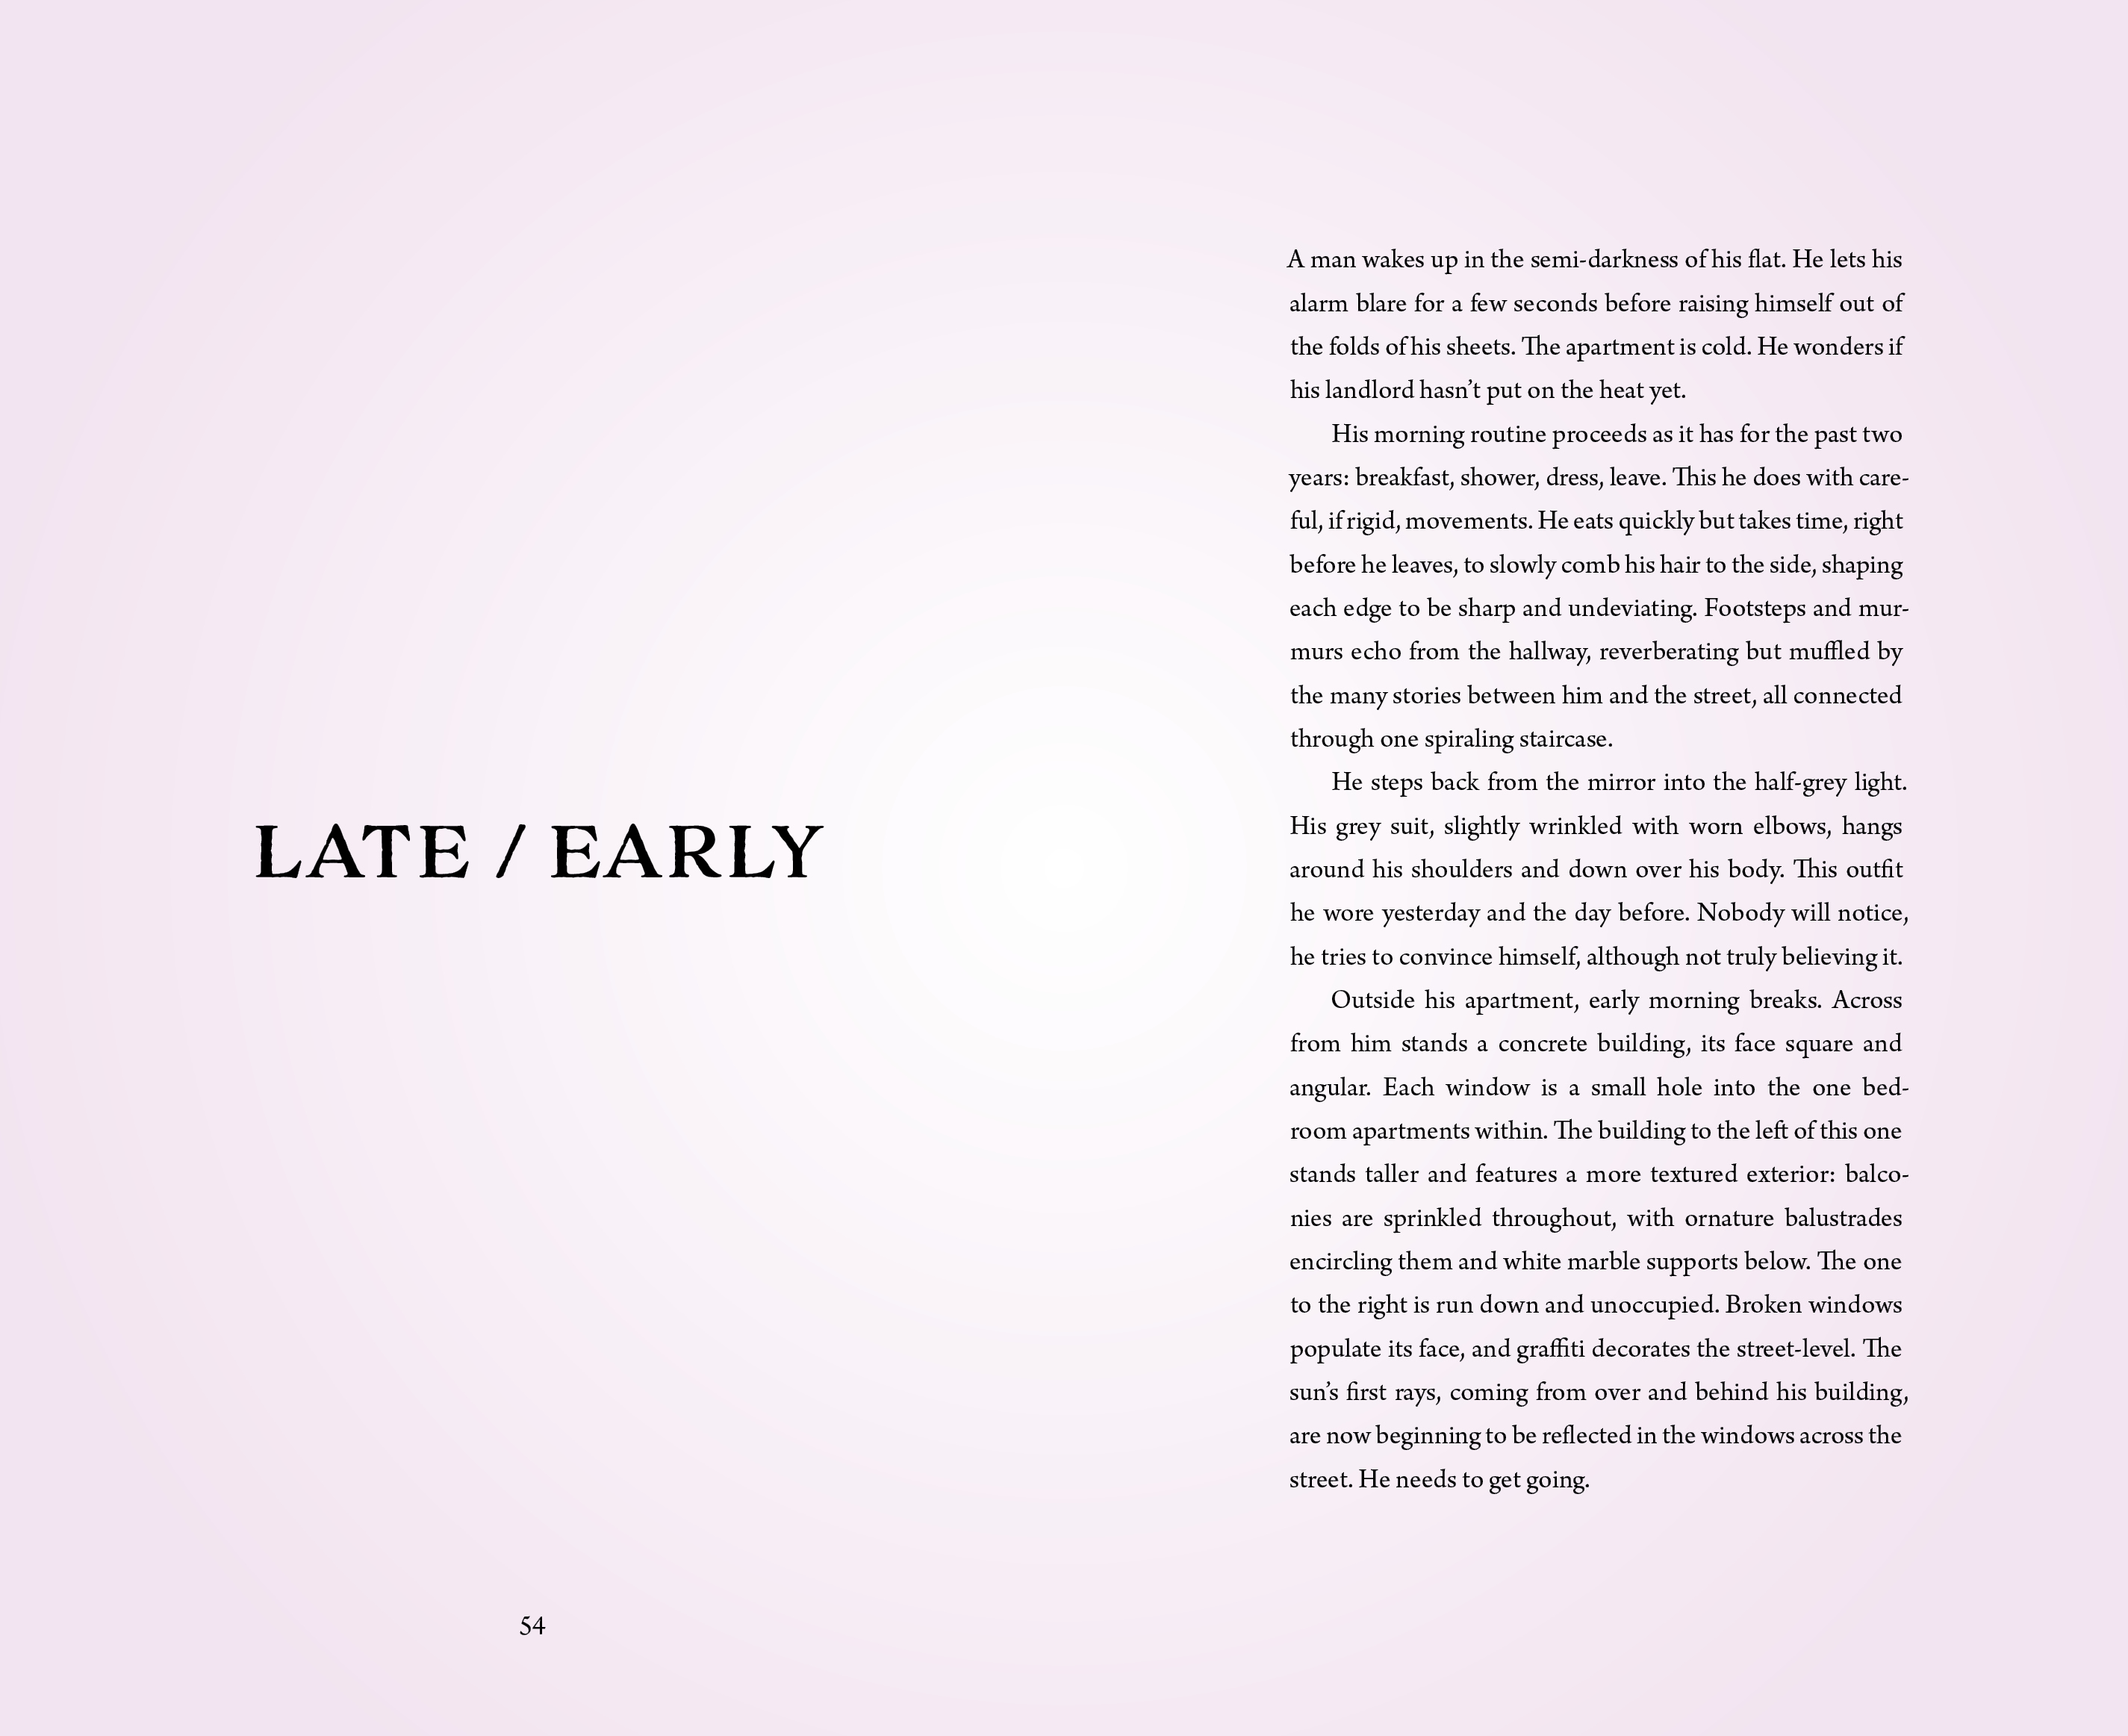 LATE / EARLY
54
A man wakes up in the semi-darkness of his flat. He lets his
alarm blare for a few seconds before raising himself out of
the folds of his sheets. The apartment is cold. He wonders if
his landlord hasn’t put on the heat yet.
His morning routine proceeds as it has for the past two
years: breakfast, shower, dress, leave. This he does with care-
ful, if rigid, movements. He eats quickly but takes time, right
before he leaves, to slowly comb his hair to the side, shaping
each edge to be sharp and undeviating. Footsteps and mur-
murs echo from the hallway, reverberating but muffled by
the many stories between him and the street, all connected
through one spiraling staircase.
He steps back from the mirror into the half-grey light.
His grey suit, slightly wrinkled with worn elbows, hangs
around his shoulders and down over his body. This outfit
he wore yesterday and the day before. Nobody will notice,
he tries to convince himself, although not truly believing it.
Outside his apartment, early morning breaks. Across
from him stands a concrete building, its face square and
angular. Each window is a small hole into the one bed-
room apartments within. The building to the left of this one
stands taller and features a more textured exterior: balco-
nies are sprinkled throughout, with ornature balustrades
encircling them and white marble supports below. The one
to the right is run down and unoccupied. Broken windows
populate its face, and graffiti decorates the street-level. The
sun’s first rays, coming from over and behind his building,
are now beginning to be reflected in the windows across the
street. He needs to get going.